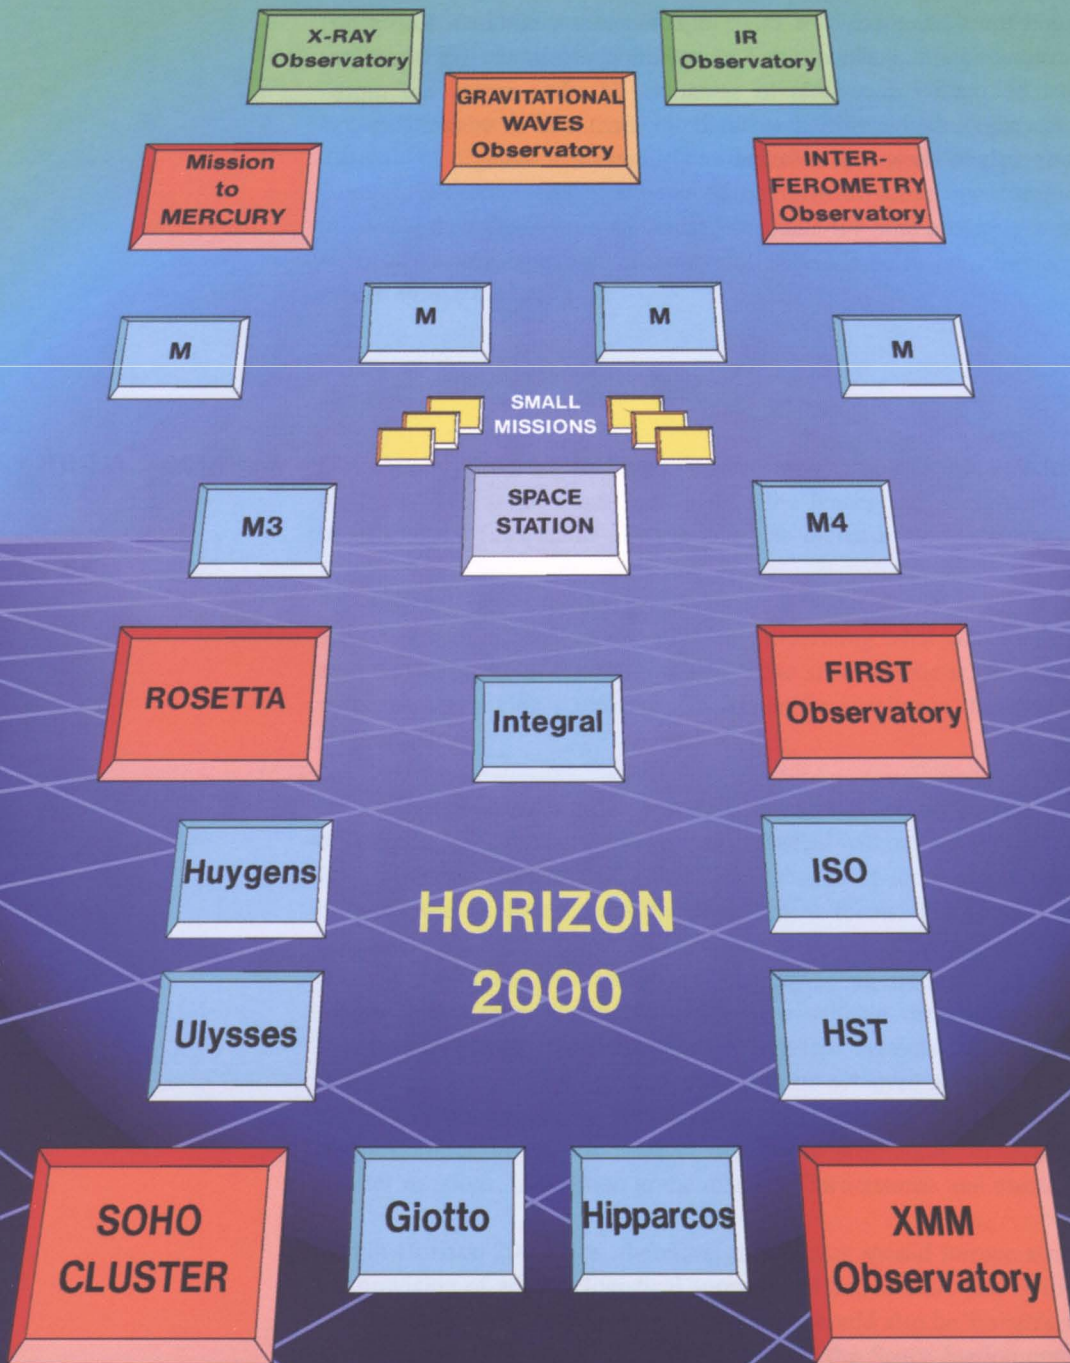 X-RAY
Observatory
IR
Observatory
GRAVITATIONAL
WAVES
Observatory
Mission
to
MERCURY
INTER-
FEROMETRY
Observatory
M
M
M
M
SMALL
MISSIONS
M3
SPACE
STATION
M4
ROSETTA
Integral
FIRST
Observatory
Huygens
HORIZON
2000
ISO
Ulysses
HST
SOHO
CLUSTER
Giotto
Hipparcos
XMM
Observatory